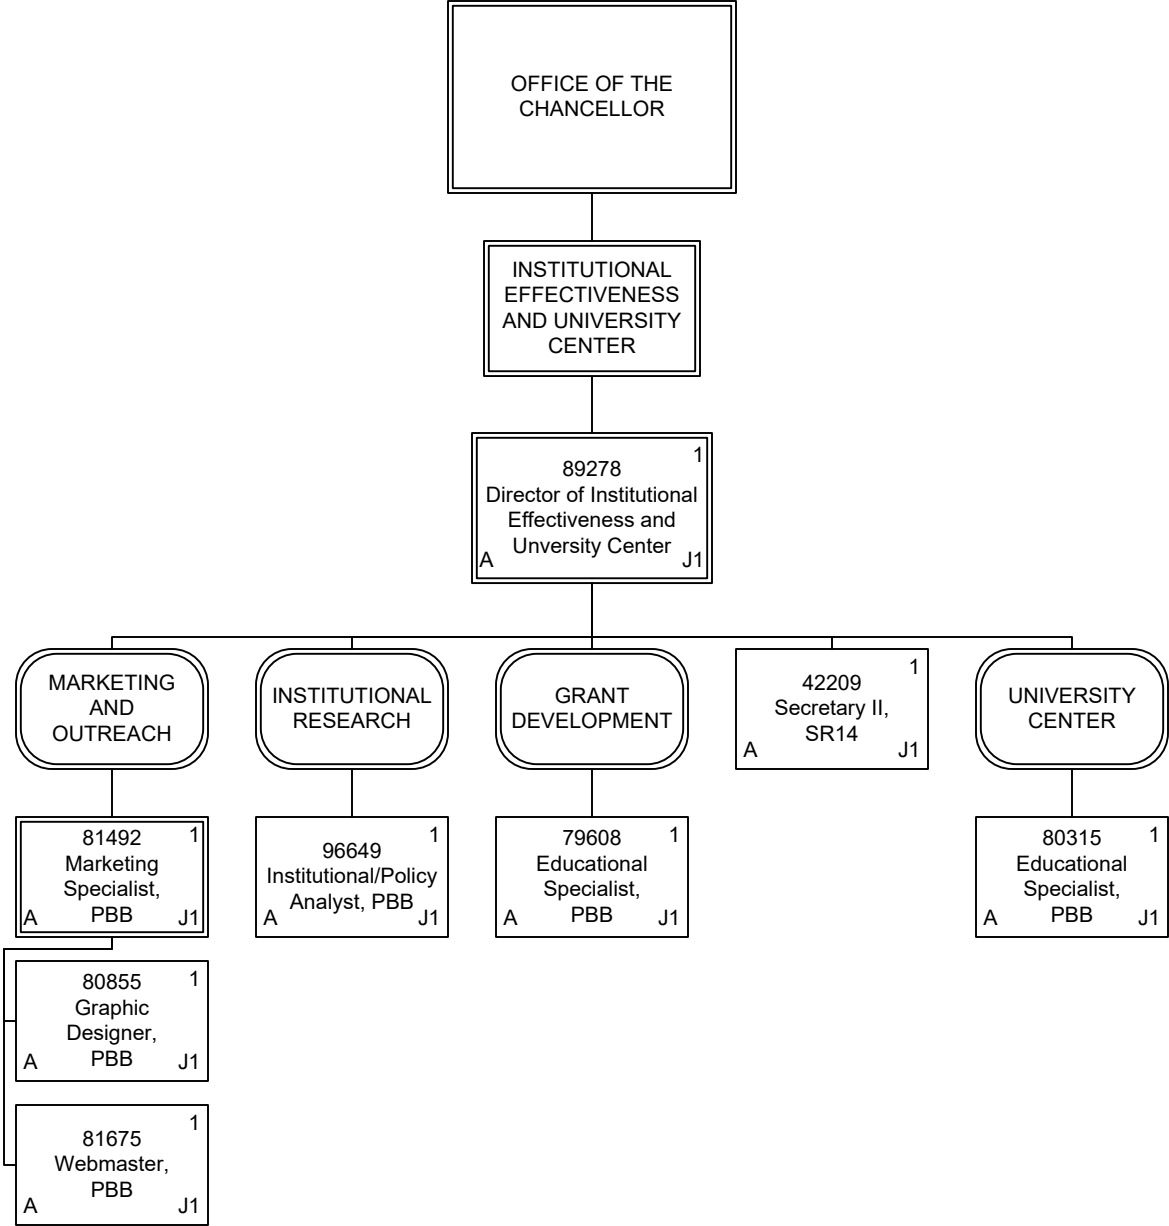 OFFICE OF THE
CHANCELLOR
INSTITUTIONAL
EFFECTIVENESS
AND UNIVERSITY
CENTER
1
89278
Director of Institutional
Effectiveness and
Unversity Center
A J1
MARKETING
AND
OUTREACH
INSTITUTIONAL
RESEARCH
GRANT
DEVELOPMENT
1
42209
Secretary II,
SR14
A J1
UNIVERSITY
CENTER
81492 1
Marketing
Specialist,
PBB
A J1
1
96649
Institutional/Policy
Analyst, PBB
A J1
79608 1
Educational
Specialist,
PBB
A J1
80315 1
Educational
Specialist,
PBB
A J1
80855 1
Graphic
Designer,
PBB
A J1
1
81675
Webmaster,
PBB
A J1